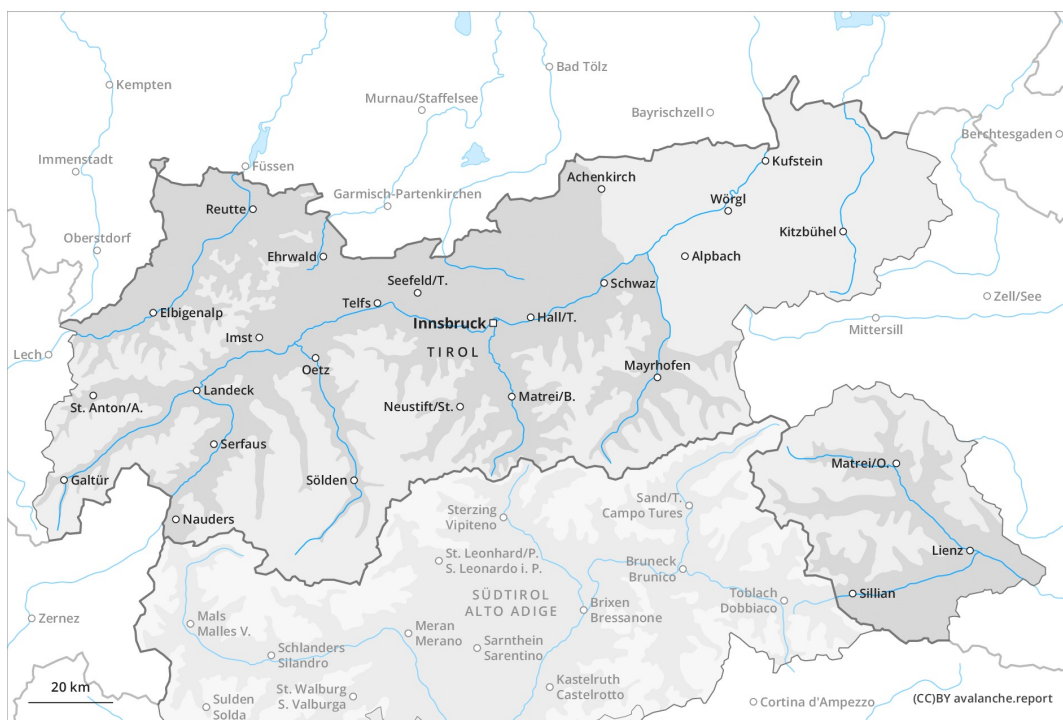 Kempten
Bad Tölz
Murnau/Staffelsee
Bayrischzell
Berchtesgaden
Immenstadt
Füssen
Kufstein
Achenkirch
Garmisch-Partenkirchen
Reutte
Wörgl
Oberstdorf
Kitzbühel
Ehrwald
Alpbach
Seefeld/T.
Schwaz
Zell/See
Telfs
Elbigenalp
Hall/T.
Innsbruck
Mittersill
Imst
TIROL
Lech
Oetz
Mayrhofen
Landeck
St. Anton/A.
Neustift/St.
Matrei/B.
Serfaus
Matrei/O.
Galtür
Sölden
Sand/T.
Campo Tures
Sterzing
Vipiteno
Nauders
St. Leonhard/P.
S. Leonardo i. P.
Bruneck
Brunico
Lienz
SÜDTIROL
ALTO ADIGE
Toblach
Dobbiaco
Sillian
Brixen
Bressanone
Zernez
Mals
Malles V.
Meran
Merano
Sarnthein
Sarentino
Schlanders
Silandro
20 km
St. Walburg
S. Valburga
Kastelruth
Castelrotto
Sulden
Solda
Cortina d'Ampezzo
(CC)BY avalanche.report